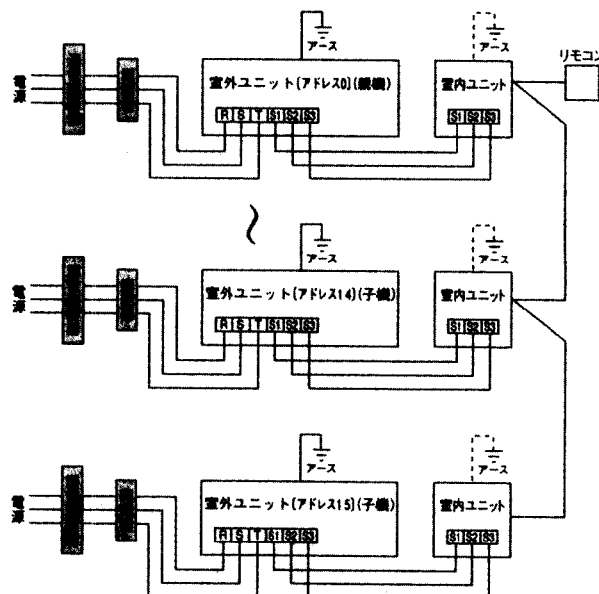 アース
アース
リモコン
電源
室外ユニット[アドレス0](親機)
室内ユニット
R S T S1 S2 S3
S1 S2 S3
アース
アース
電源
室外ユニット[アドレス14](子機)
室内ユニット
R S T S1 S2 S3
S1 S2 S3
アース
アース
電源
室外ユニット[アドレス15](子機)
室内ユニット
R S T S1 S2 S3
S1 S2 S3